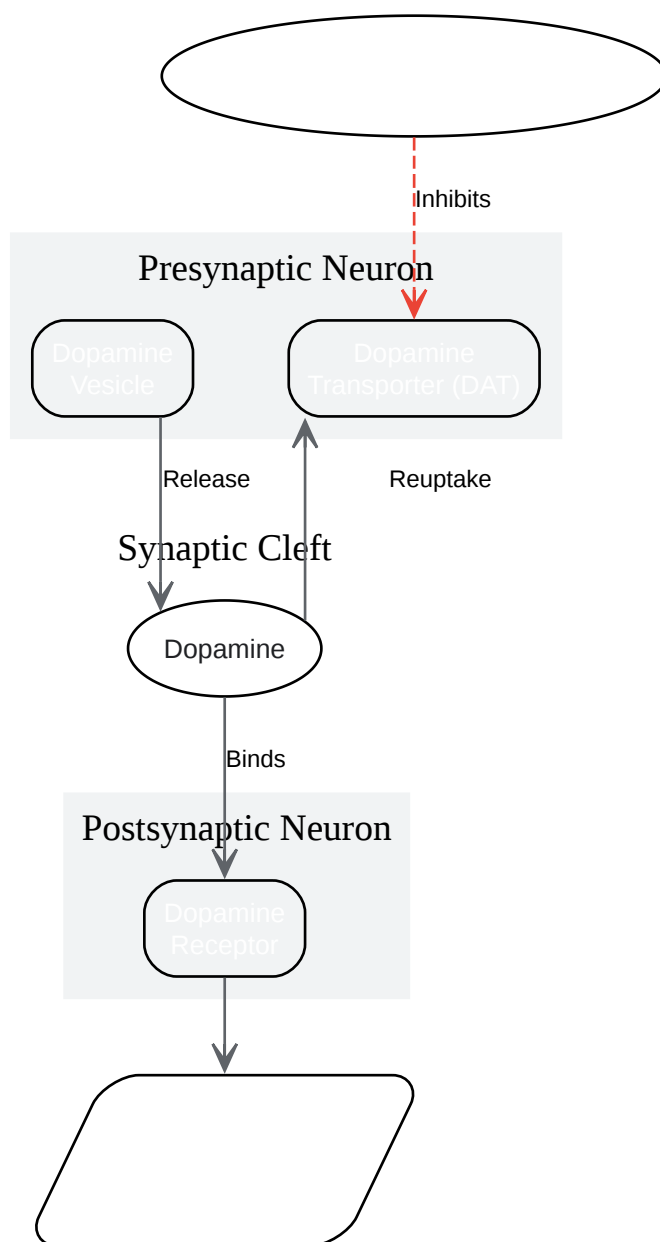 Inhibits
Presynaptic Neuron
Dopamine
Vesicle
Dopamine
Transporter (DAT)
Release
Reuptake
Synaptic Cleft
Dopamine
Binds
Postsynaptic Neuron
Dopamine
Receptor